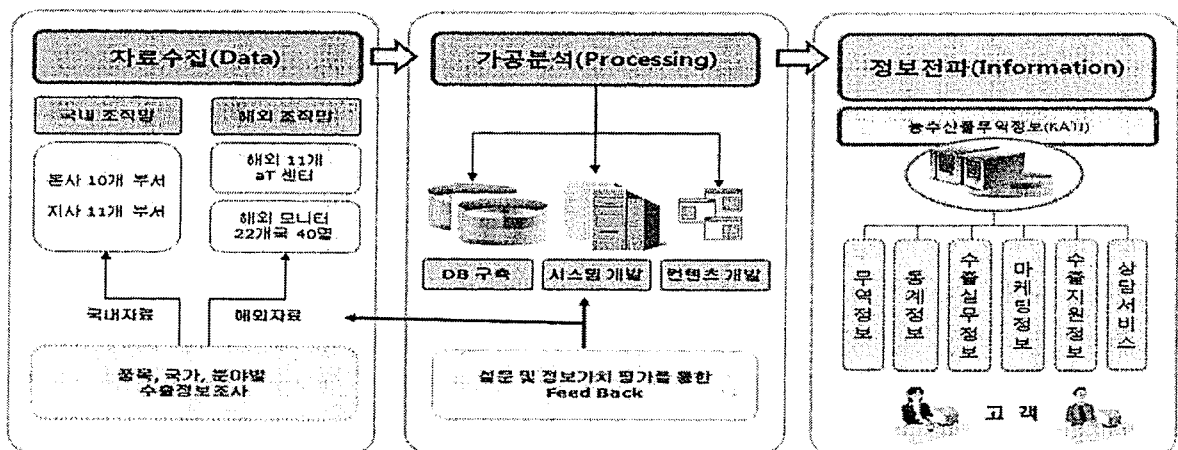 자료수집(Data)
국내 조직망
해외 조직망
본사 10개 부서
지사 11개 부서
해외 11개
aT 센터
해외 모니터
22개국 40명
국내자료
해외자료
품목, 국가, 분야별
수출정보조사
가공분석(Processing)
DB 구축
시스템 개발
컨텐츠 개발
설문 및 정보가치 평가를 통한
Feed Back
정보전파(Information)
농수산물무역정보(KATI)
무역정보
통계정보
수출실무정보
마케팅정보
수출지원정보
상담서비스
고 객